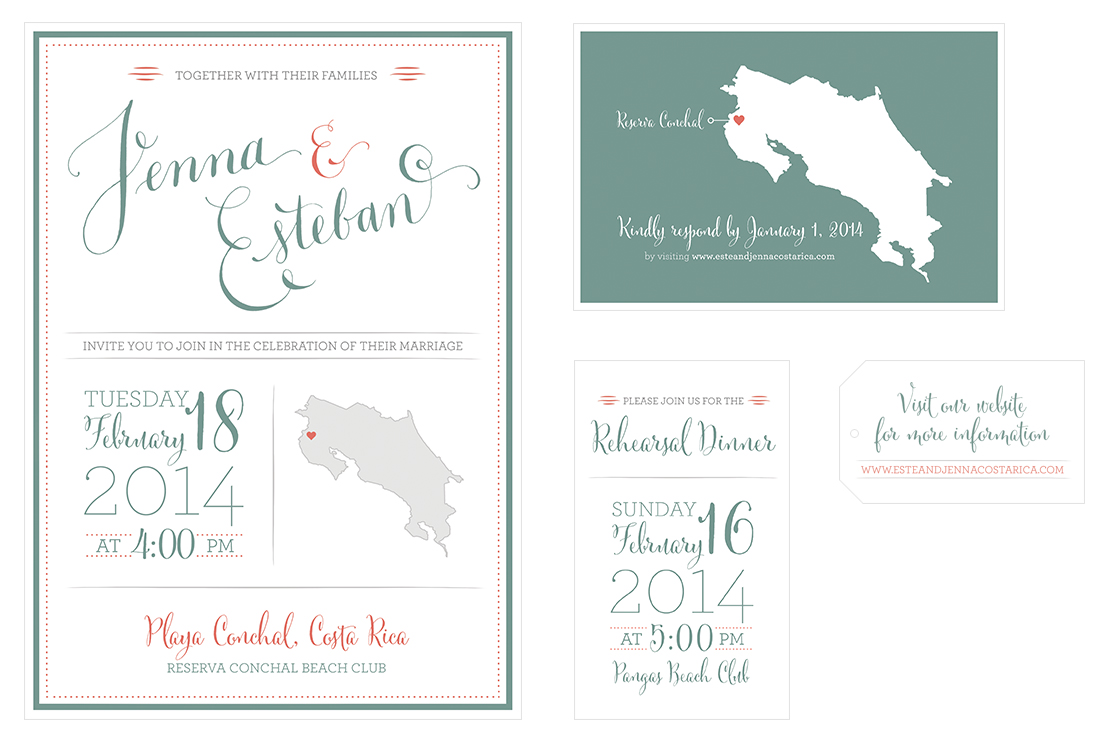 TOGETHER WITH THEIR FAMILIES
Jenna &
Esteban
INVITE YOU TO JOIN IN THE CELEBRATION OF THEIR MARRIAGE
TUESDAY
February 18
2014
AT 4:00 PM
Playa Conchal, Costa Rica
RESERVA CONCHAL BEACH CLUB
Reserva Conchal
Kindly respond by January 1, 2014
by visiting www.esteandjennacostarica.com
PLEASE JOIN US FOR THE
Rehearsal Dinner
SUNDAY
February 16
2014
AT 5:00 PM
Pangas Beach Club
Visit our website
for more information
WWW.ESTEANDJENNACOSTARICA.COM